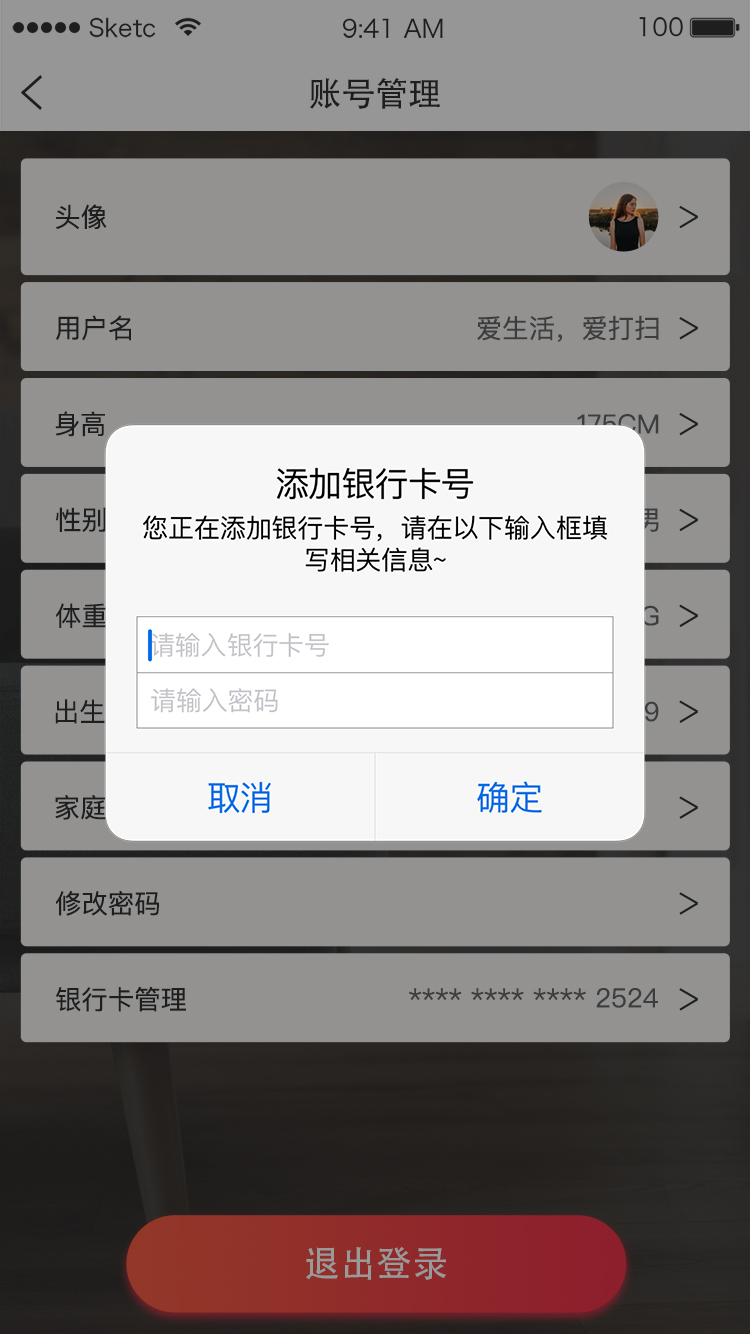 Sketc 9:41 AM 100
账号管理
头像
用户名 爱生活，爱打扫
身高 175CM
添加银行卡号
性别 男
您正在添加银行卡号，请在以下输入框填
写相关信息~
体重 G
请输入银行卡号
请输入密码
出生 9
取消 确定
家庭
修改密码
银行卡管理 **** **** **** 2524
退出登录